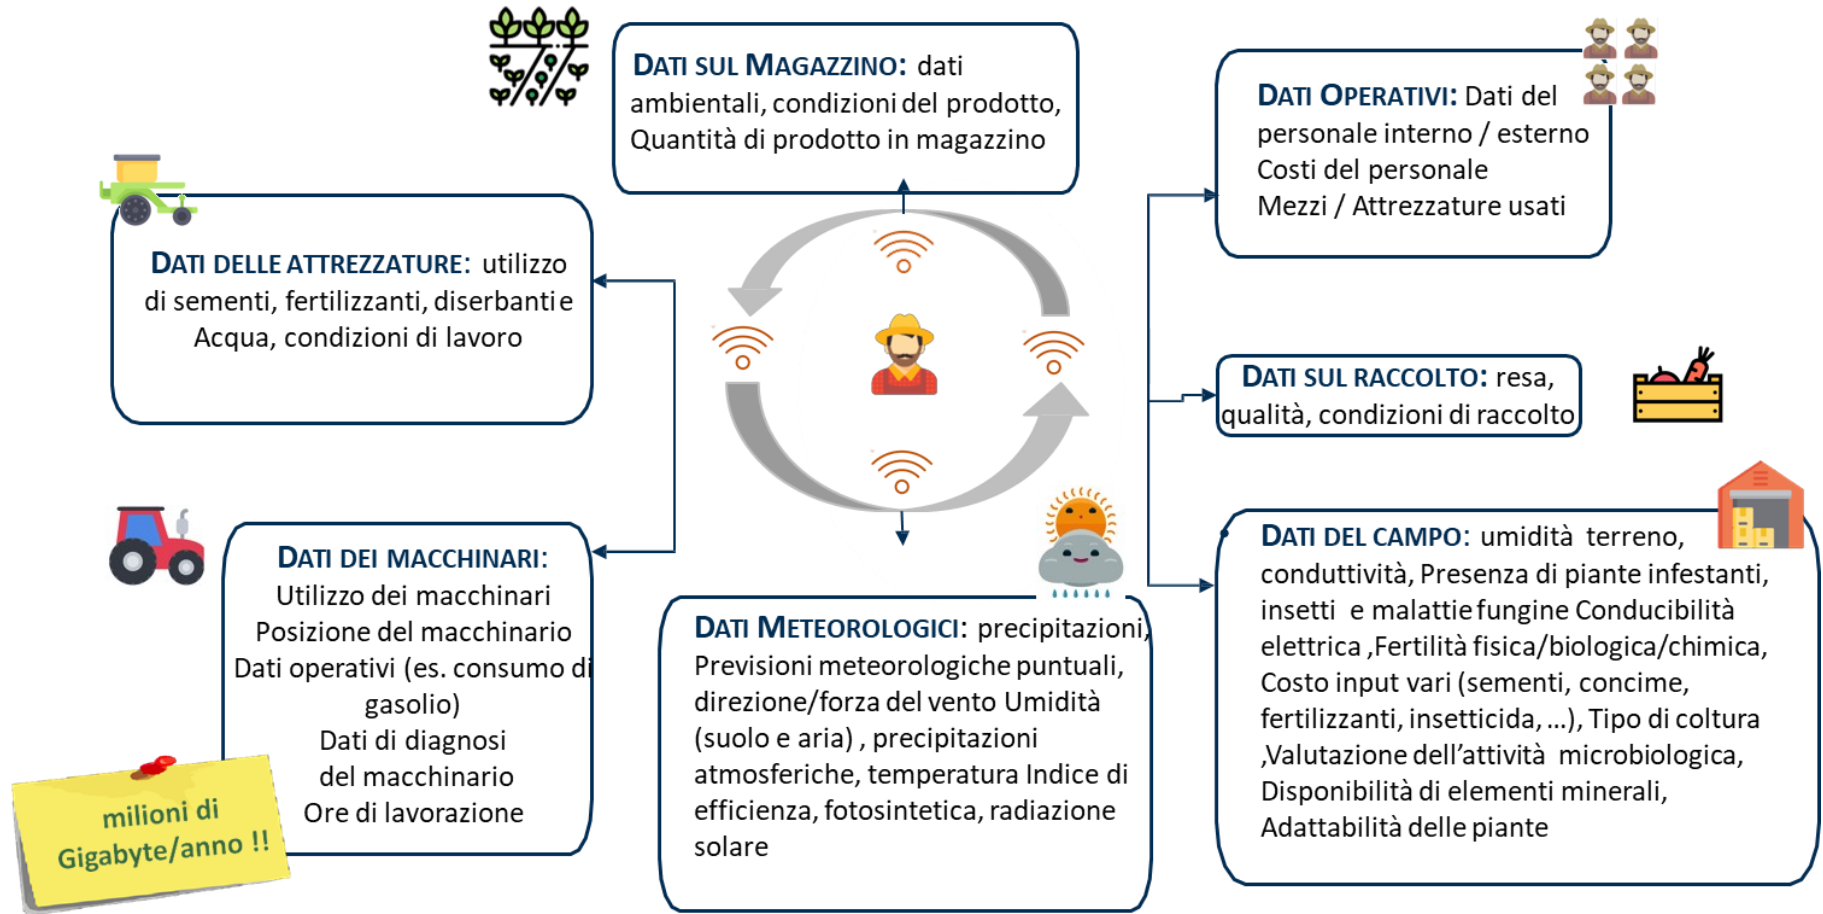 DATI SUL MAGAZZINO: dati
ambientali, condizioni del prodotto,
Quantità di prodotto in magazzino
DATI OPERATIVI: Dati del
personale interno / esterno
Costi del personale
Mezzi / Attrezzature usati
DATI DELLE ATTREZZATURE: utilizzo
di sementi, fertilizzanti, diserbanti e
Acqua, condizioni di lavoro
DATI SUL RACCOLTO: resa,
qualità, condizioni di raccolto
DATI DEI MACCHINARI:
Utilizzo dei macchinari
Posizione del macchinario
Dati operativi (es. consumo di
gasolio)
Dati di diagnosi
del macchinario
Ore di lavorazione
milioni di
Gigabyte/anno !!
DATI METEOROLOGICI: precipitazioni,
Previsioni meteorologiche puntuali,
direzione/forza del vento Umidità
(suolo e aria) , precipitazioni
atmosferiche, temperatura Indice di
efficienza, fotosintetica, radiazione
solare
DATI DEL CAMPO: umidità terreno,
conduttività, Presenza di piante infestanti,
insetti e malattie fungine Conducibilità
elettrica ,Fertilità fisica/biologica/chimica,
Costo input vari (sementi, concime,
fertilizzanti, insetticida, ...), Tipo di coltura
,Valutazione dell'attività microbiologica,
Disponibilità di elementi minerali,
Adattabilità delle piante